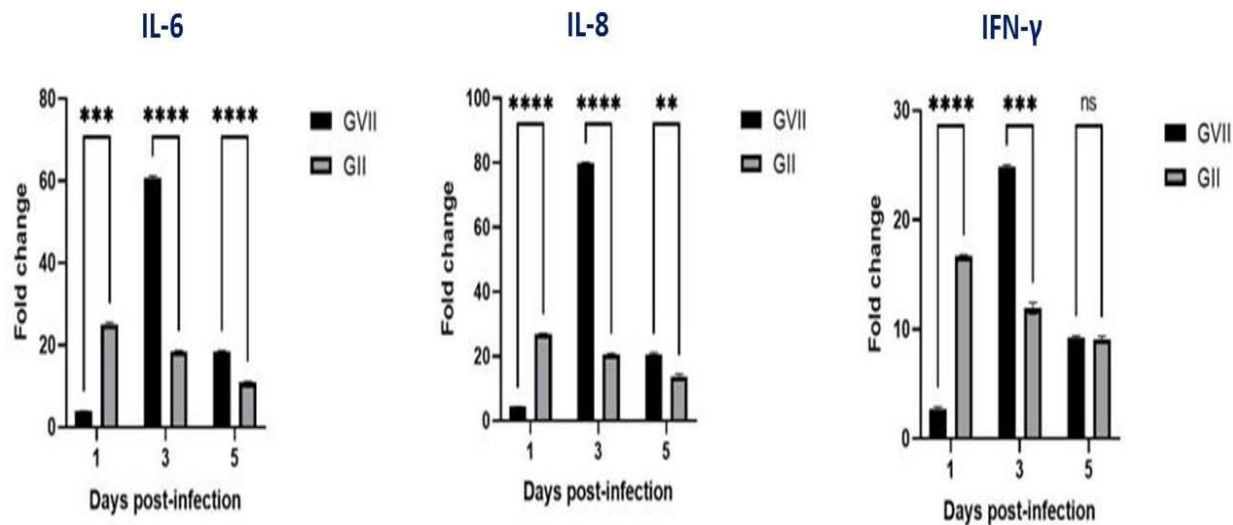 IL-6
*** **** ****
80
60
40
20
0
Fold change
1 3 5
Days post-infection
GVII
GII
IL-8
**** **** **
100
80
60
40
20
0
Fold change
1 3 5
Days post-infection
GVII
GII
IFN-γ
**** *** ns
30
20
10
0
Fold change
1 3 5
Days post-infection
GVII
GII